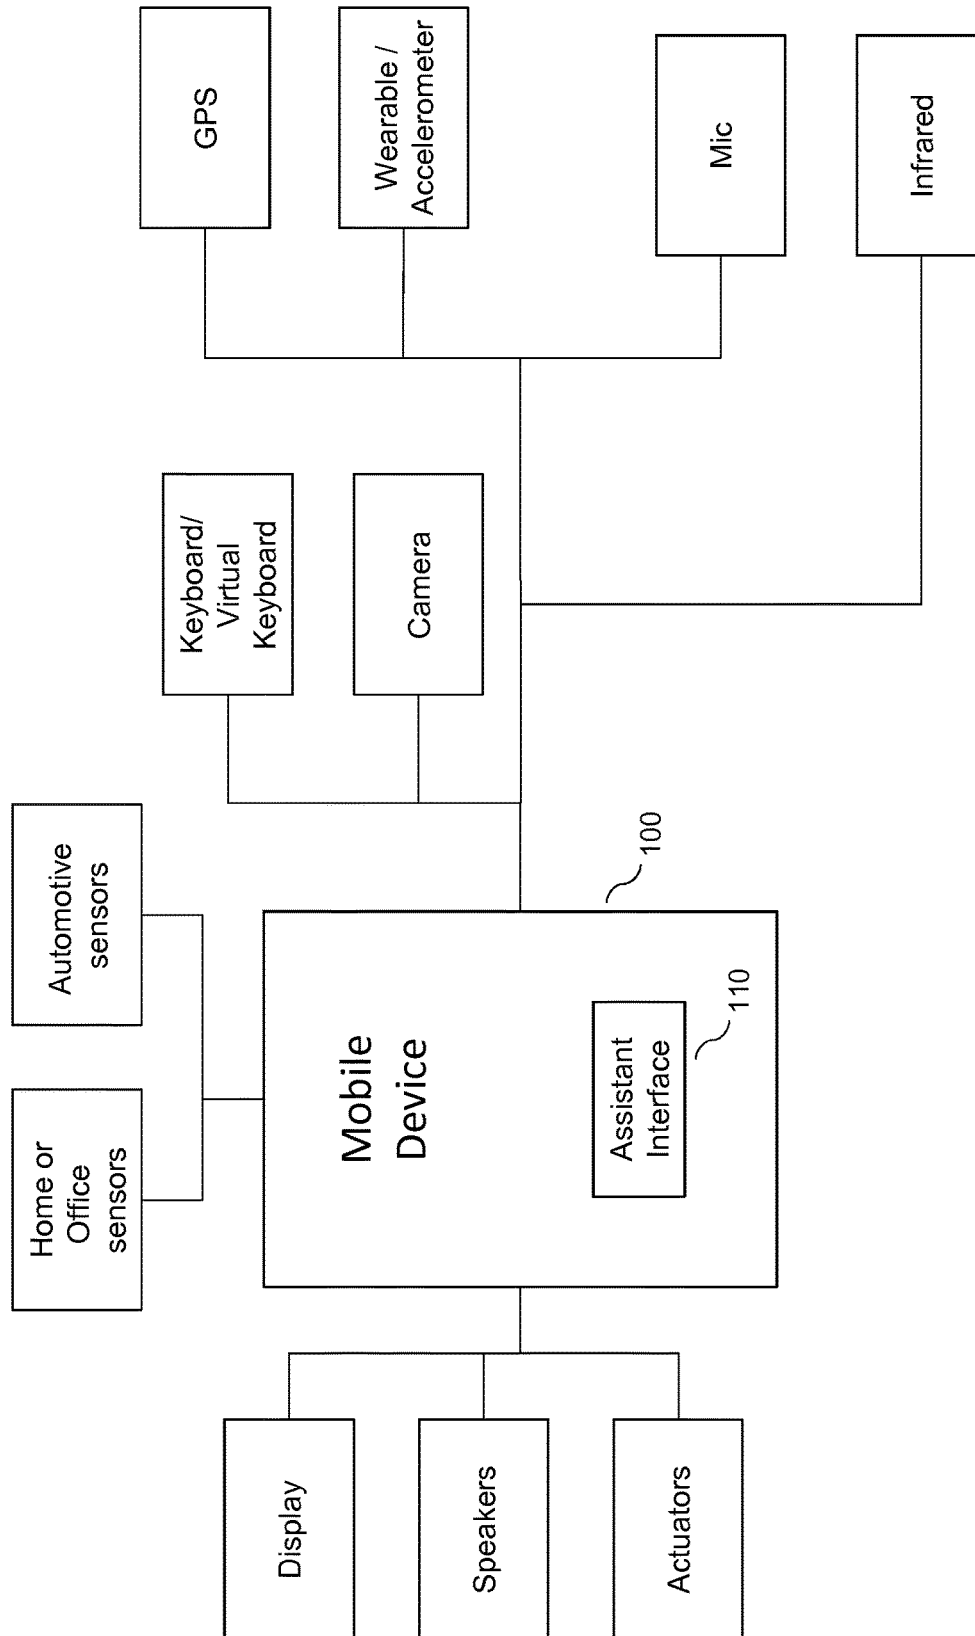 Home or
Office
sensors
Automotive
sensors
Keyboard/
Virtual
Keyboard
GPS
Camera
Wearable /
Accelerometer
Display
Mobile
Device
Speakers
Assistant
Interface
100
110
Mic
Actuators
Infrared